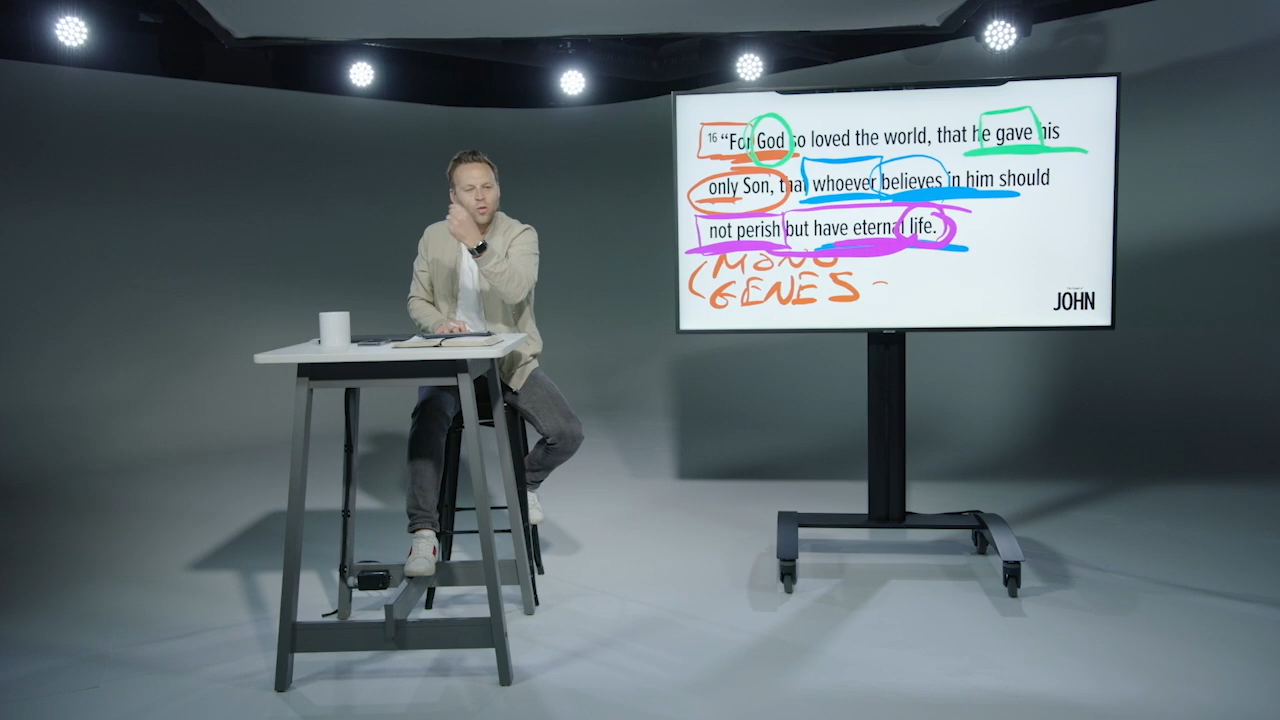 16 “For God so loved the world, that he gave his
only Son, that whoever believes in him should
not perish but have eternal life.
(MONO
GENES -
JOHN